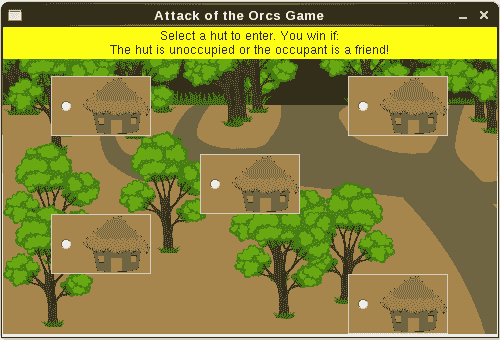 Attack of the Orcs Game
Select a hut to enter. You win if:
The hut is unoccupied or the occupant is a friend!